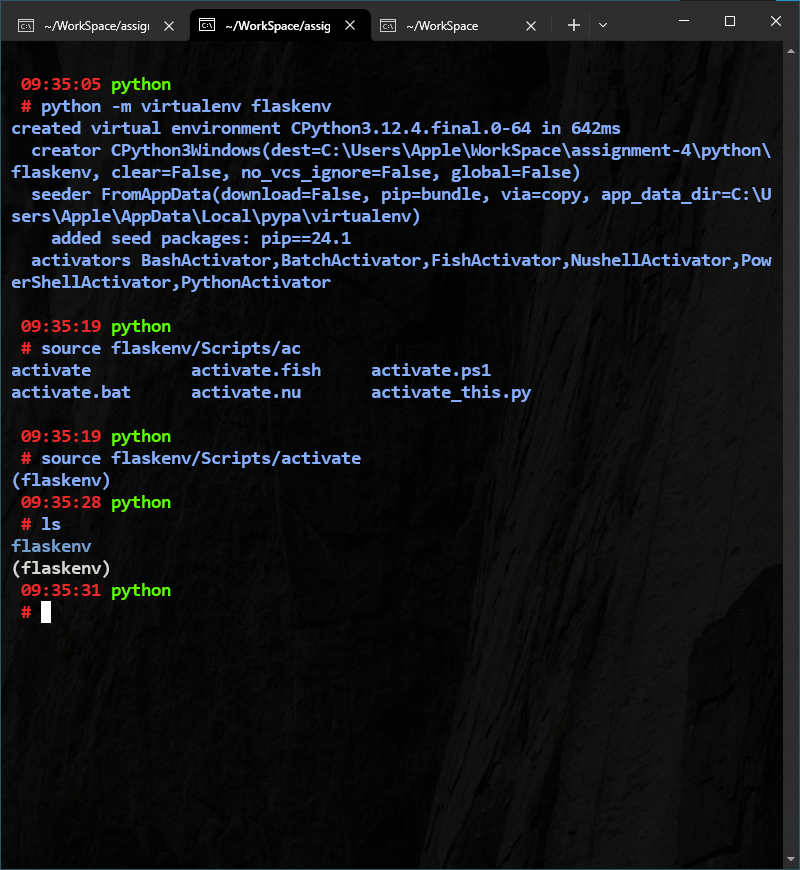 ~/WorkSpace/assign
~/WorkSpace/assig
~/WorkSpace
09:35:05 python
# python -m virtualenv flaskenv
created virtual environment CPython3.12.4.final.0-64 in 642ms
creator CPython3Windows(dest=C:\Users\Apple\WorkSpace\assignment-4\python\
flaskenv, clear=False, no_vcs_ignore=False, global=False)
seeder FromAppData(download=False, pip=bundle, via=copy, app_data_dir=C:\U
sers\Apple\AppData\Local\pypa\virtualenv)
added seed packages: pip==24.1
activators BashActivator,BatchActivator,FishActivator,NushellActivator,Pow
erShellActivator,PythonActivator
09:35:19 python
# source flaskenv/Scripts/ac
activate activate.fish activate.ps1
activate.bat activate.nu activate_this.py
09:35:19 python
# source flaskenv/Scripts/activate
(flaskenv)
09:35:28 python
# ls
flaskenv
(flaskenv)
09:35:31 python
#